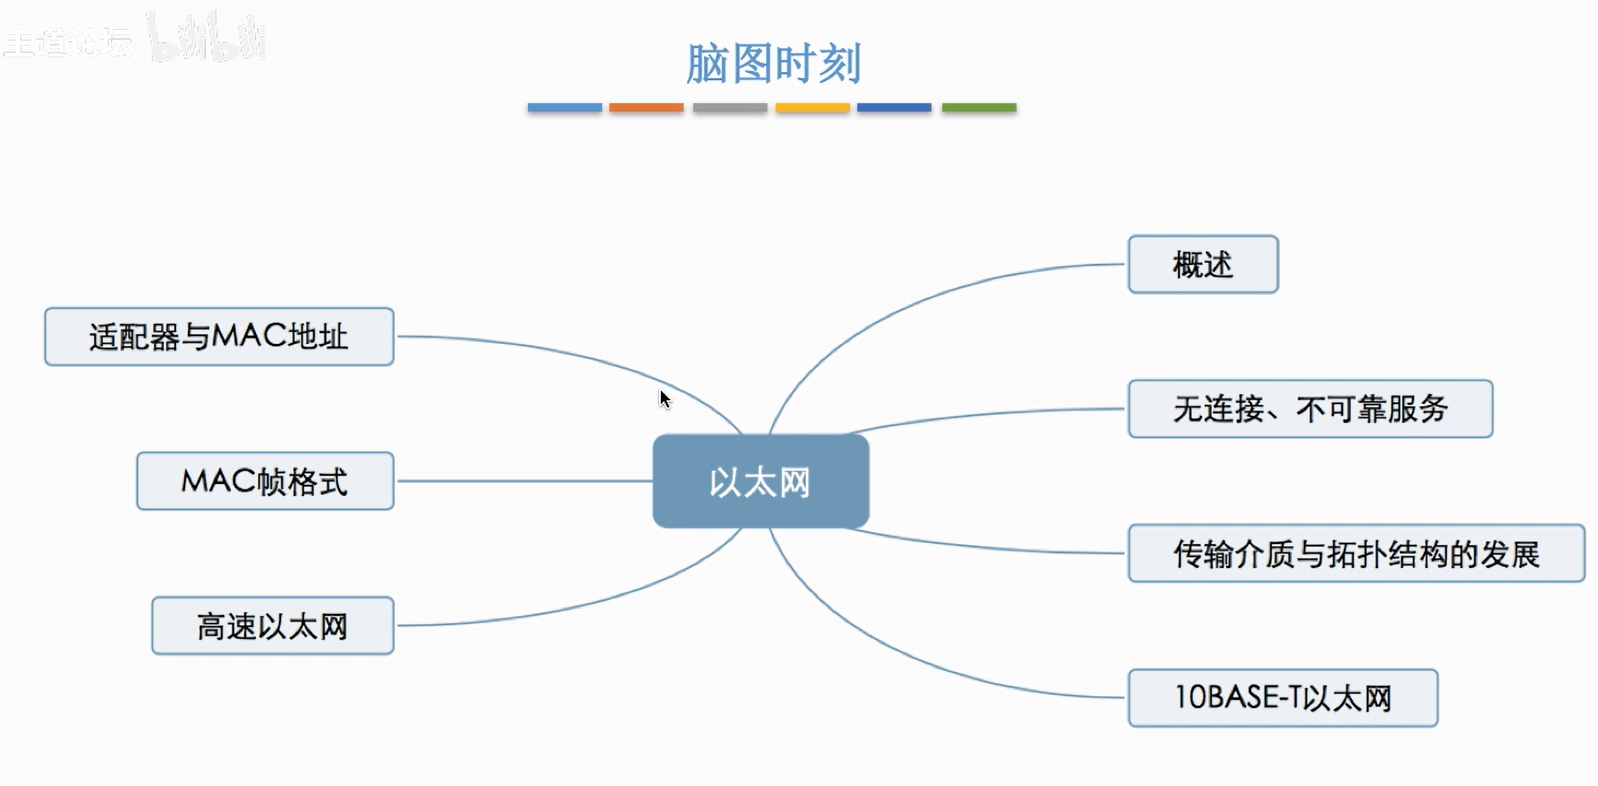 王道论坛 bilibili
脑图时刻
概述
适配器与MAC地址
无连接、不可靠服务
MAC帧格式
以太网
传输介质与拓扑结构的发展
高速以太网
10BASE-T以太网